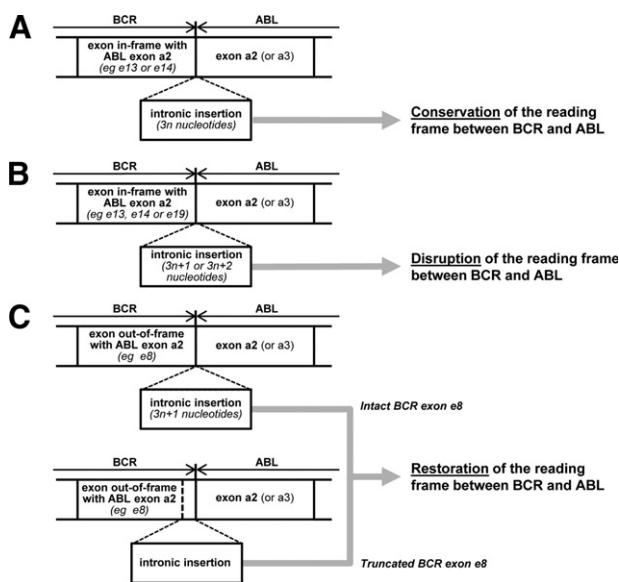 A
BCR ABL
exon in-frame with
ABL exon a2
(eg e13 or e14)
exon a2 (or a3)
intronic insertion
(3n nucleotides)
Conservation of the reading
frame between BCR and ABL
B
BCR ABL
exon in-frame with
ABL exon a2
(eg e13, e14 or e19)
exon a2 (or a3)
intronic insertion
(3n+1 or 3n+2
nucleotides)
Disruption of the reading frame
between BCR and ABL
C
BCR ABL
exon out-of-frame
with ABL exon a2
(eg e8)
exon a2 (or a3)
intronic insertion
(3n+1 nucleotides)
Intact BCR exon e8
Restoration of the reading
frame between BCR and ABL
BCR ABL
exon out-of-frame
with ABL exon a2
(eg e8)
exon a2 (or a3)
intronic insertion
Truncated BCR exon e8